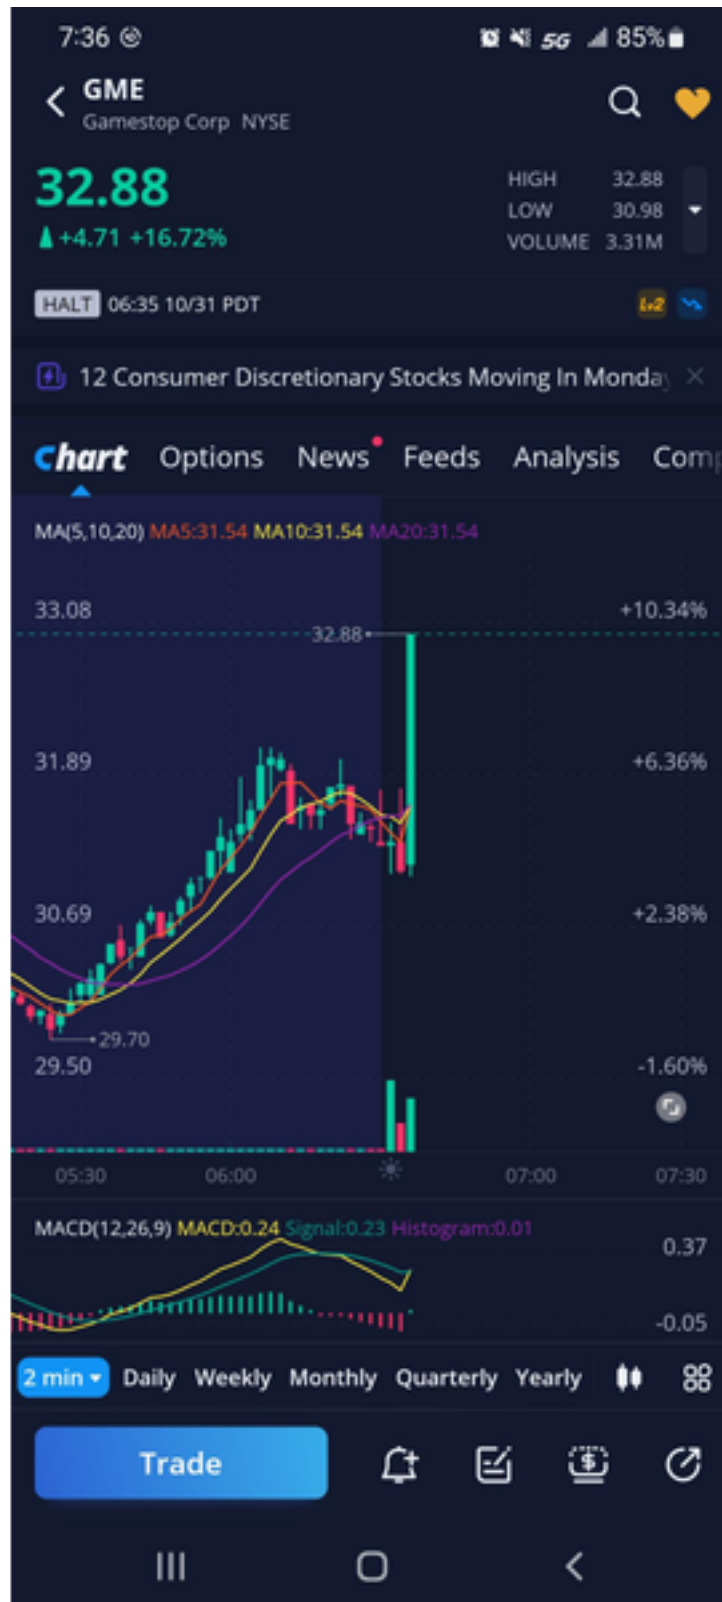 7:36 5G 85%
GME
Gamestop Corp NYSE
32.88
+4.71 +16.72%
HIGH 32.88
LOW 30.98
VOLUME 3.31M
HALT 06:35 10/31 PDT
Lv2
12 Consumer Discretionary Stocks Moving In Monday
Chart Options News Feeds Analysis Com
MA(5,10,20) MA5:31.54 MA10:31.54 MA20:31.54
33.08 +10.34%
32.88
31.89 +6.36%
30.69 +2.38%
29.70
29.50 -1.60%
05:30 06:00 07:00 07:30
MACD(12,26,9) MACD:0.24 Signal:0.23 Histogram:0.01
0.37
-0.05
2 min Daily Weekly Monthly Quarterly Yearly
Trade